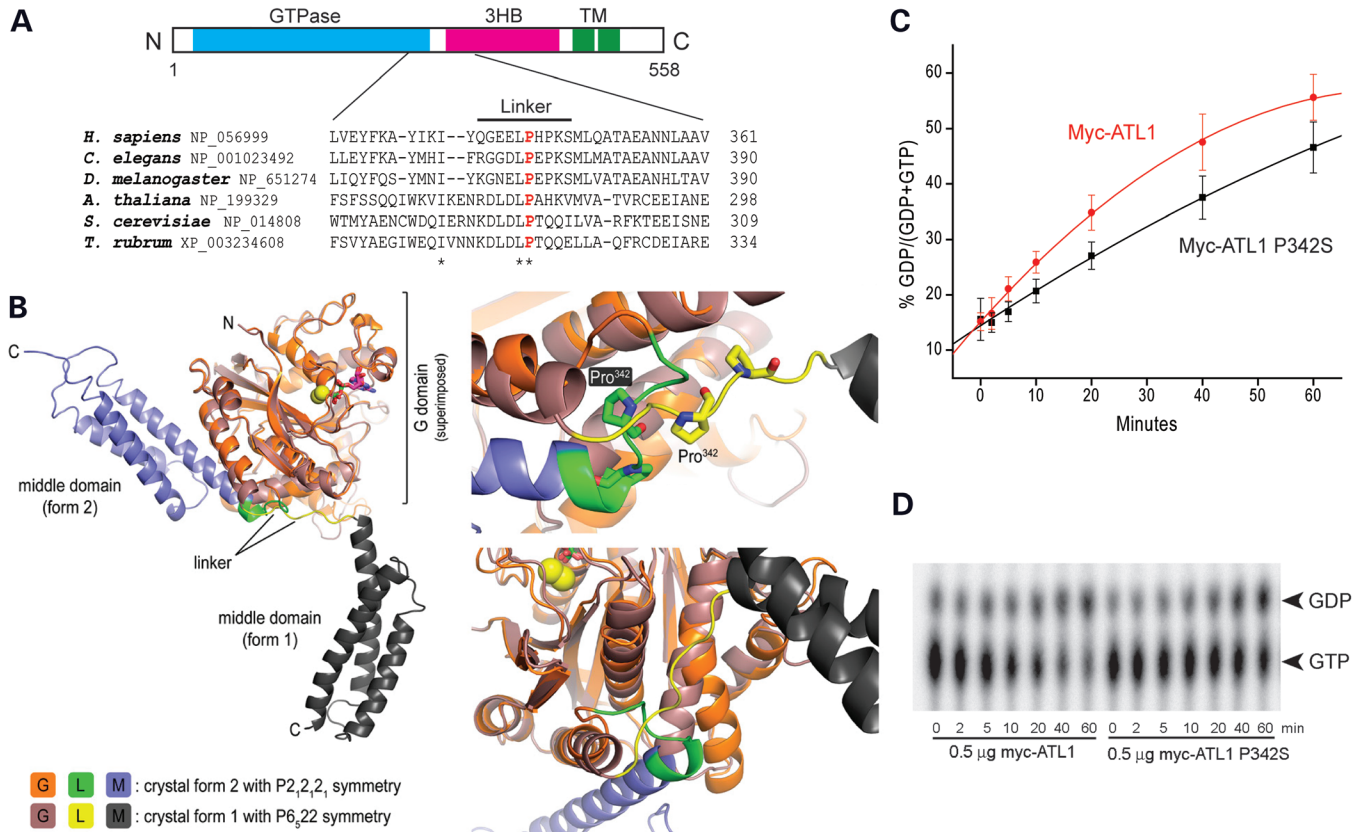 A
GTPase 3HB TM
N C
1 558
Linker
H. sapiens NP_056999 LVEYFKA-YIKI--YQGEELPHPKSMLQATAEANNLAAV 361
C. elegans NP_001023492 LLEYFKA-YMHI--FRGGDLPEPKSMLMATAEANHLAAV 390
D. melanogaster NP_651274 LIQYFQS-YMNI--YKGNELPEPKSMLVATAEANHLTAV 390
A. thaliana NP_199329 FSFSSQQYIWKIVIKENRDLDLPAHKVMVA-TVRCEEIANE 298
S. cerevisiae NP_014808 WTMYAENCWDKIQIERNKDLDLPTQQILVA-RFKTEEISNE 309
T. rubrum XP_003234608 FSVYAEGIWEQIVNNKDLDLPTQQELLA-QFRCDEIARE 334
* **
B
N
C
G domain
(superimposed)
middle domain
(form 2)
linker
middle domain
(form 1)
C
Pro342
Pro342
G L M : crystal form 2 with P212121 symmetry
G L M : crystal form 1 with P6522 symmetry
C
% GDP/(GDP+GTP)
60
50
40
30
20
10
Myc-ATL1
Myc-ATL1 P342S
0 10 20 30 40 50 60
Minutes
D
GDP
GTP
0 2 5 10 20 40 60 0 2 5 10 20 40 60 min
0.5 μg myc-ATL1 0.5 μg myc-ATL1 P342S